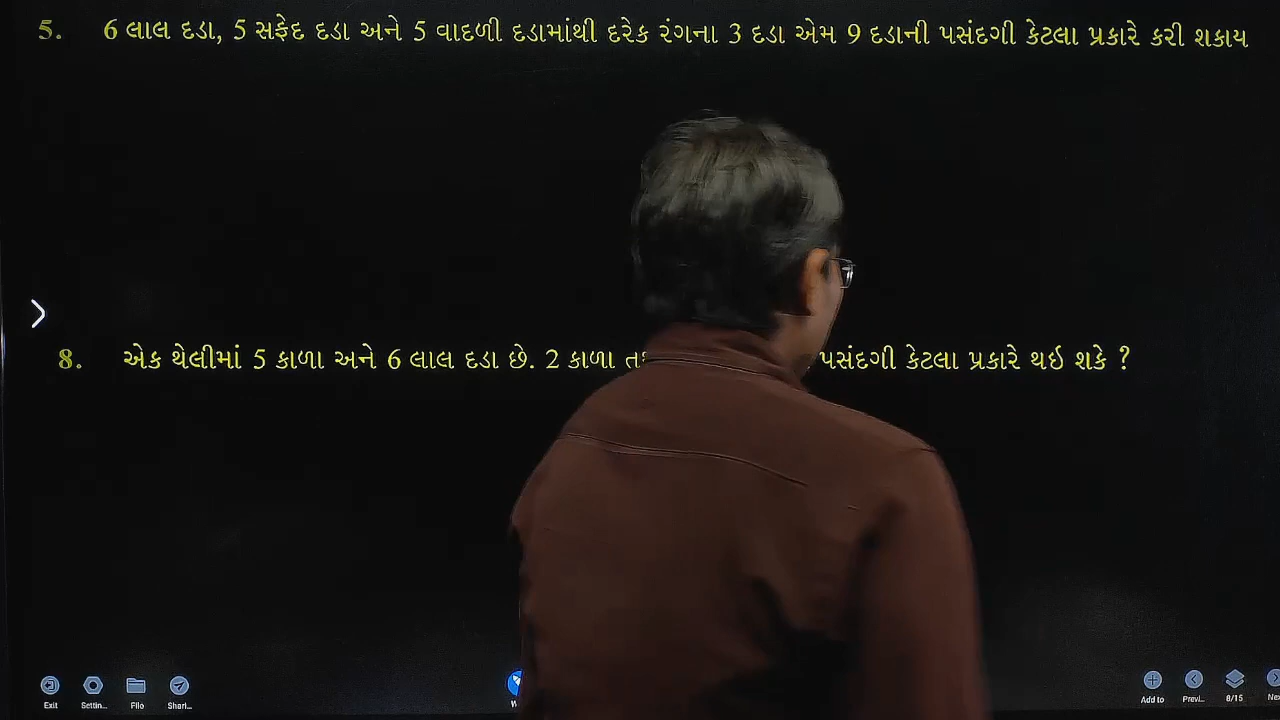 5. 6 લાલ દડા, 5 સફેદ દડા અને 5 વાદળી દડામાંથી દરેક રંગના 3 દડા એમ 9 દડાની પસંદગી કેટલા પ્રકારે કરી શકાય
8. એક થેલીમાં 5 કાળા અને 6 લાલ દડા છે. 2 કાળા પસંદગી કેટલા પ્રકારે થઇ શકે ?
Exit Settin... File Shari... Add to Previ... 8/15